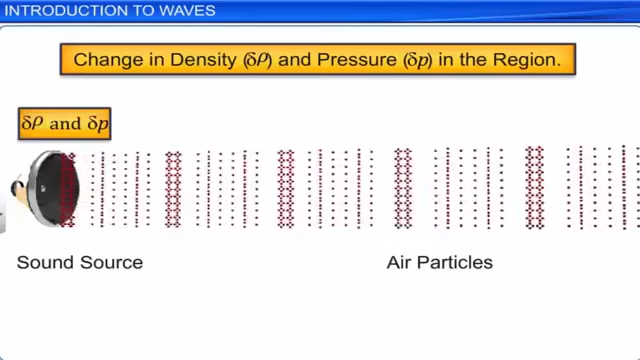 INTRODUCTION TO WAVES
Change in Density (δρ) and Pressure (δp) in the Region.
δρ and δp
Sound Source
Air Particles